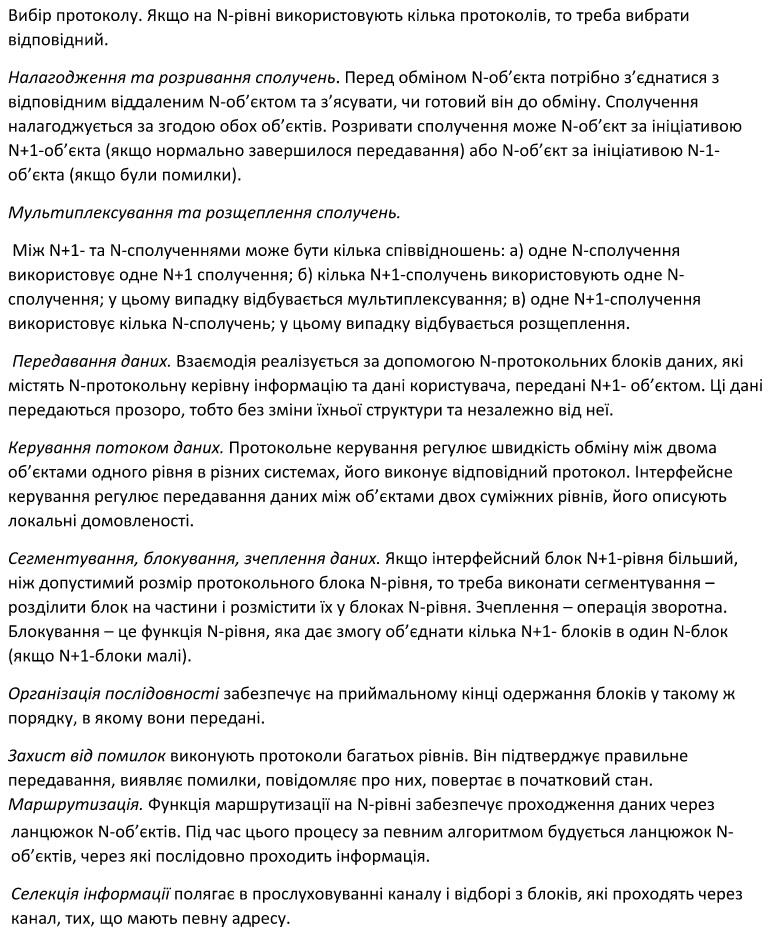 Вибір протоколу. Якщо на N-рівні використовують кілька протоколів, то треба вибрати
відповідний.
Налагодження та розривання сполучень. Перед обміном N-об’єкта потрібно з’єднатися з
відповідним віддаленим N-об’єктом та з’ясувати, чи готовий він до обміну. Сполучення
налагоджується за згодою обох об’єктів. Розривати сполучення може N-об’єкт за ініціативою
N+1-об’єкта (якщо нормально завершилося передавання) або N-об’єкт за ініціативою N-1-
об’єкта (якщо були помилки).
Мультиплексування та розщеплення сполучень.
Між N+1- та N-сполученнями може бути кілька співвідношень: а) одне N-сполучення
використовує одне N+1 сполучення; б) кілька N+1-сполучень використовують одне N-
сполучення; у цьому випадку відбувається мультиплексування; в) одне N+1-сполучення
використовує кілька N-сполучень; у цьому випадку відбувається розщеплення.
Передавання даних. Взаємодія реалізується за допомогою N-протокольних блоків даних, які
містять N-протокольну керівну інформацію та дані користувача, передані N+1- об’єктом. Ці дані
передаються прозоро, тобто без зміни їхньої структури та незалежно від неї.
Керування потоком даних. Протокольне керування регулює швидкість обміну між двома
об’єктами одного рівня в різних системах, його виконує відповідний протокол. Інтерфейсне
керування регулює передавання даних між об’єктами двох суміжних рівнів, його описують
локальні домовленості.
Сегментування, блокування, зчеплення даних. Якщо інтерфейсний блок N+1-рівня більший,
ніж допустимий розмір протокольного блока N-рівня, то треба виконати сегментування –
розділити блок на частини і розмістити їх у блоках N-рівня. Зчеплення – операція зворотна.
Блокування – це функція N-рівня, яка дає змогу об’єднати кілька N+1- блоків в один N-блок
(якщо N+1-блоки малі).
Організація послідовності забезпечує на приймальному кінці одержання блоків у такому ж
порядку, в якому вони передані.
Захист від помилок виконують протоколи багатьох рівнів. Він підтверджує правильне
передавання, виявляє помилки, повідомляє про них, повертає в початковий стан.
Маршрутизація. Функція маршрутизації на N-рівні забезпечує проходження даних через
ланцюжок N-об’єктів. Під час цього процесу за певним алгоритмом будується ланцюжок N-
об’єктів, через які послідовно проходить інформація.
Селекція інформації полягає в прослуховуванні каналу і відборі з блоків, які проходять через
канал, тих, що мають певну адресу.